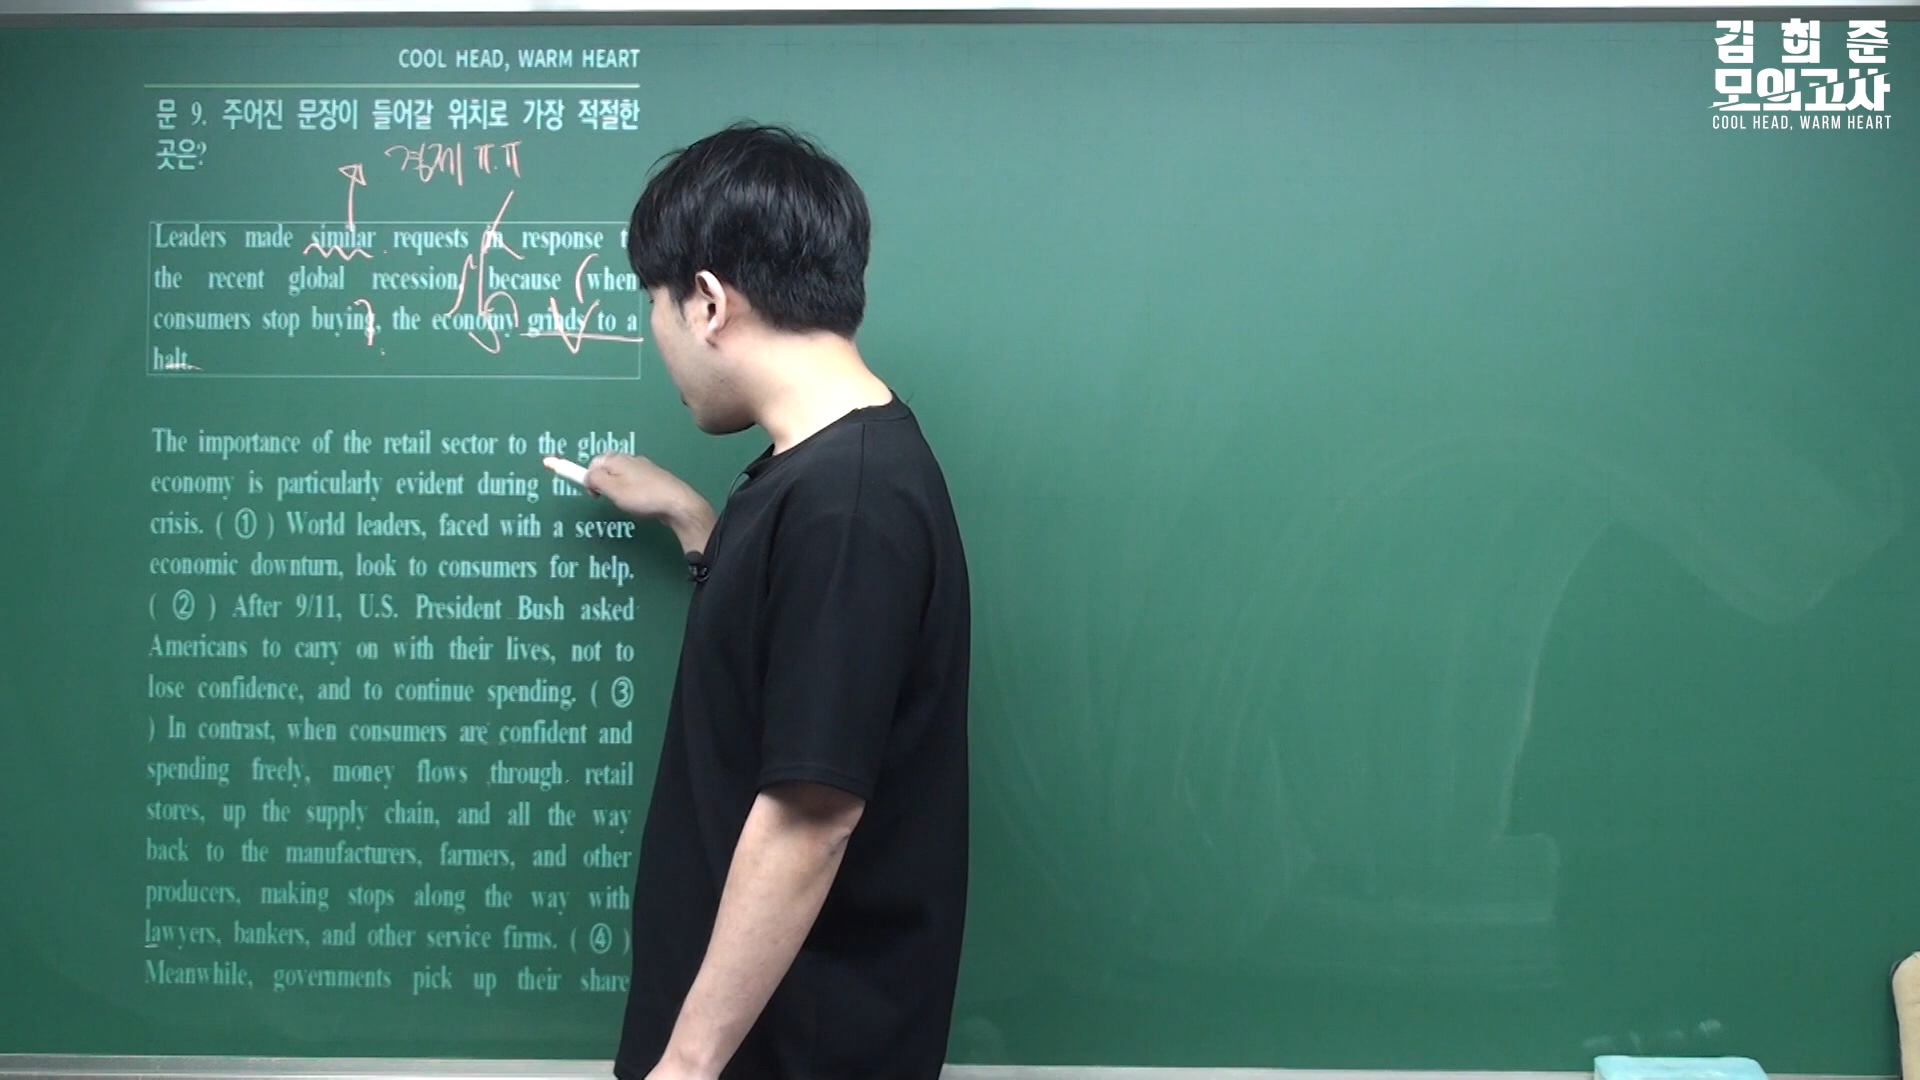 COOL HEAD, WARM HEART
문 9. 주어진 문장이 들어갈 위치로 가장 적절한
곳은?
경제 ㅠ.ㅠ
Leaders made similar requests in response
the recent global recession, because when
consumers stop buying, the economy grinds to a
halt.
The importance of the retail sector to the global
economy is particularly evident during
crisis. ( ① ) World leaders, faced with a severe
economic downturn, look to consumers for help.
( ② ) After 9/11, U.S. President Bush asked
Americans to carry on with their lives, not to
lose confidence, and to continue spending. ( ③
) In contrast, when consumers are confident and
spending freely, money flows through retail
stores, up the supply chain, and all the way
back to the manufacturers, farmers, and other
producers, making stops along the way with
lawyers, bankers, and other service firms. ( ④ )
Meanwhile, governments pick up their share
김희준
모의고사
COOL HEAD, WARM HEART